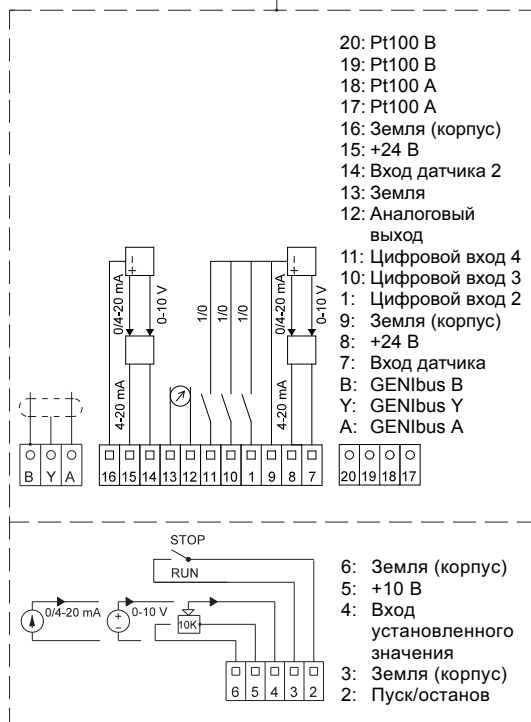 20: Pt100 B
19: Pt100 B
18: Pt100 A
17: Pt100 A
16: Земля (корпус)
15: +24 В
14: Вход датчика 2
13: Земля
12: Аналоговый
выход
11: Цифровой вход 4
10: Цифровой вход 3
1: Цифровой вход 2
9: Земля (корпус)
8: +24 В
7: Вход датчика
B: GENIbus B
Y: GENIbus Y
A: GENIbus A
- +
0/4-20 mA
0-10 V
4-20 mA
1/0
1/0
1/0
- +
0/4-20 mA
0-10 V
4-20 mA
B Y A
16 15 14 13 12 11 10 1 9 8 7
20 19 18 17
STOP
RUN
0/4-20 mA
+ −
0-10 V
10K
6 5 4 3 2
6: Земля (корпус)
5: +10 В
4: Вход
установленного
значения
3: Земля (корпус)
2: Пуск/останов